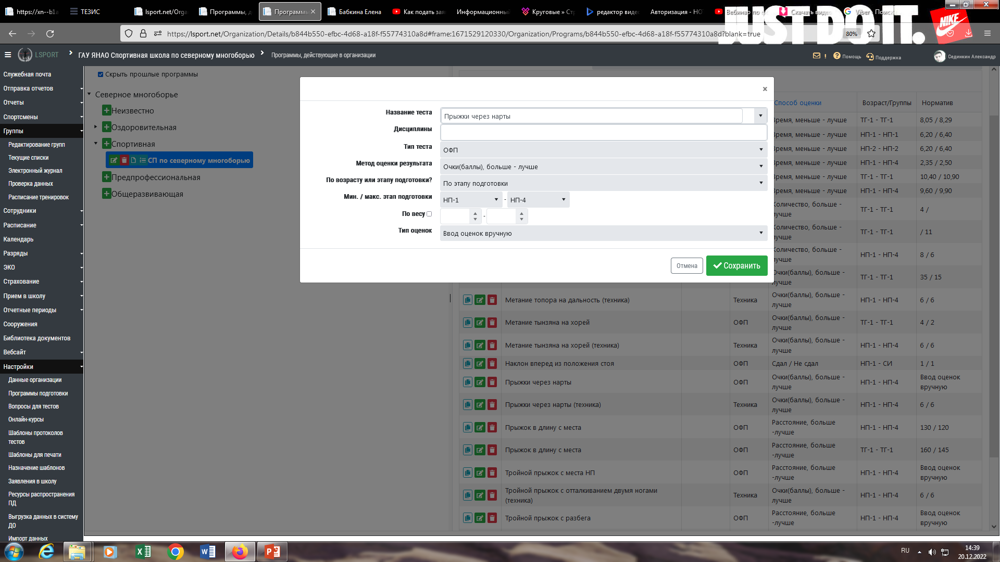 https://xn--b1a
ТЕЗИС
lsport.net/Orga
Программы, д
Программы
Бабкина Елена
Как подать зая
Информационны
Круговые » Ст
редактор виде
Авторизация - НО
Вебинар по ф
Скачать видео
Viber - Поиск
JUST DO IT.
NIKE
https://lsport.net/Organization/Details/b844b550-efbc-4d68-a18f-f55774310a8d#frame:1671529120330/Organization/Programs/b844b550-efbc-4d68-a18f-f55774310a8d?blank=true
80%
LSPORT
ГАУ ЯНАО Спортивная школа по северному многоборью
Программы, действующие в организации
!
Помощь
Поддержка
Сединкин Александр
Служебная почта
Отправка отчетов
Отчеты
Спортсмены
Группы
Редактирование групп
Текущие списки
Электронный журнал
Проверка данных
Расписание тренировок
Сотрудники
Расписание
Календарь
Разряды
ЭКО
Страхование
Прием в школу
Отчетные периоды
Сооружения
Библиотека документов
Вебсайт
Настройки
Данные организации
Программы подготовки
Вопросы для тестов
Онлайн-курсы
Шаблоны протоколов
тестов
Шаблоны для печати
Назначение шаблонов
Заявления в школу
Ресурсы распространения
ПД
Выгрузка данных в систему
ДО
Импорт данных
Скрыть прошлые программы
Северное многоборье
Неизвестно
Оздоровительная
Спортивная
СП по северному многоборью
Предпрофессиональная
Общеразвивающая
×
Название теста
Прыжки через нарты
Дисциплины
Тип теста
ОФП
Метод оценки результата
Очки(баллы), больше - лучше
По возрасту или этапу подготовки?
По этапу подготовки
Мин. / макс. этап подготовки
НП-1 - НП-4
По весу
-
Тип оценок
Ввод оценок вручную
Отмена
Сохранить
Способ оценки Возраст/Группы Норматив
Время, меньше - лучше ТГ-1 - ТГ-1 8,05 / 8,29
Время, меньше - лучше НП-1 - НП-1 6,20 / 6,40
Время, меньше - лучше НП-2 - НП-2 6,20 / 6,40
Время, меньше - лучше НП-1 - НП-4 2,35 / 2,50
Время, меньше - лучше ТГ-1 - ТГ-1 10,40 / 10,90
Время, меньше - лучше НП-1 - НП-4 9,60 / 9,90
Количество, больше -
лучше ТГ-1 - ТГ-1 4 /
Количество, больше -
лучше ТГ-1 - ТГ-1 / 11
Количество, больше -
лучше НП-1 - НП-4 8 / 6
Очки(баллы), больше -
лучше ТГ-1 - ТГ-1 35 / 15
Метание топора на дальность (техника) Техника Очки(баллы), больше -
лучше НП-1 - НП-4 6 / 6
Метание тынзяна на хорей ОФП Очки(баллы), больше -
лучше ТГ-1 - ТГ-1 4 / 2
Метание тынзяна на хорей (техника) Техника Очки(баллы), больше -
лучше НП-1 - НП-4 6 / 6
Наклон вперед из положения стоя ОФП Сдал / Не сдал НП-1 - СИ 1 / 1
Прыжки через нарты ОФП Очки(баллы), больше -
лучше НП-1 - НП-4 Ввод оценок
вручную
Прыжки через нарты (техника) Техника Очки(баллы), больше -
лучше НП-1 - НП-4 6 / 6
Прыжок в длину с места ОФП Расстояние, больше
-лучше НП-1 - НП-4 130 / 120
Прыжок в длину с места ОФП Расстояние, больше
-лучше ТГ-1 - ТГ-1 160 / 145
Тройной прыжок с места НП ОФП Расстояние, больше
-лучше НП-1 - НП-4 Ввод оценок
вручную
Тройной прыжок с отталкиванием двумя ногами
(техника) Техника Очки(баллы), больше -
лучше НП-1 - НП-4 6 / 6
Тройной прыжок с разбега ОФП Расстояние, больше
-лучше НП-1 - НП-4 Ввод оценок
вручную
RU
14:39
20.12.2022